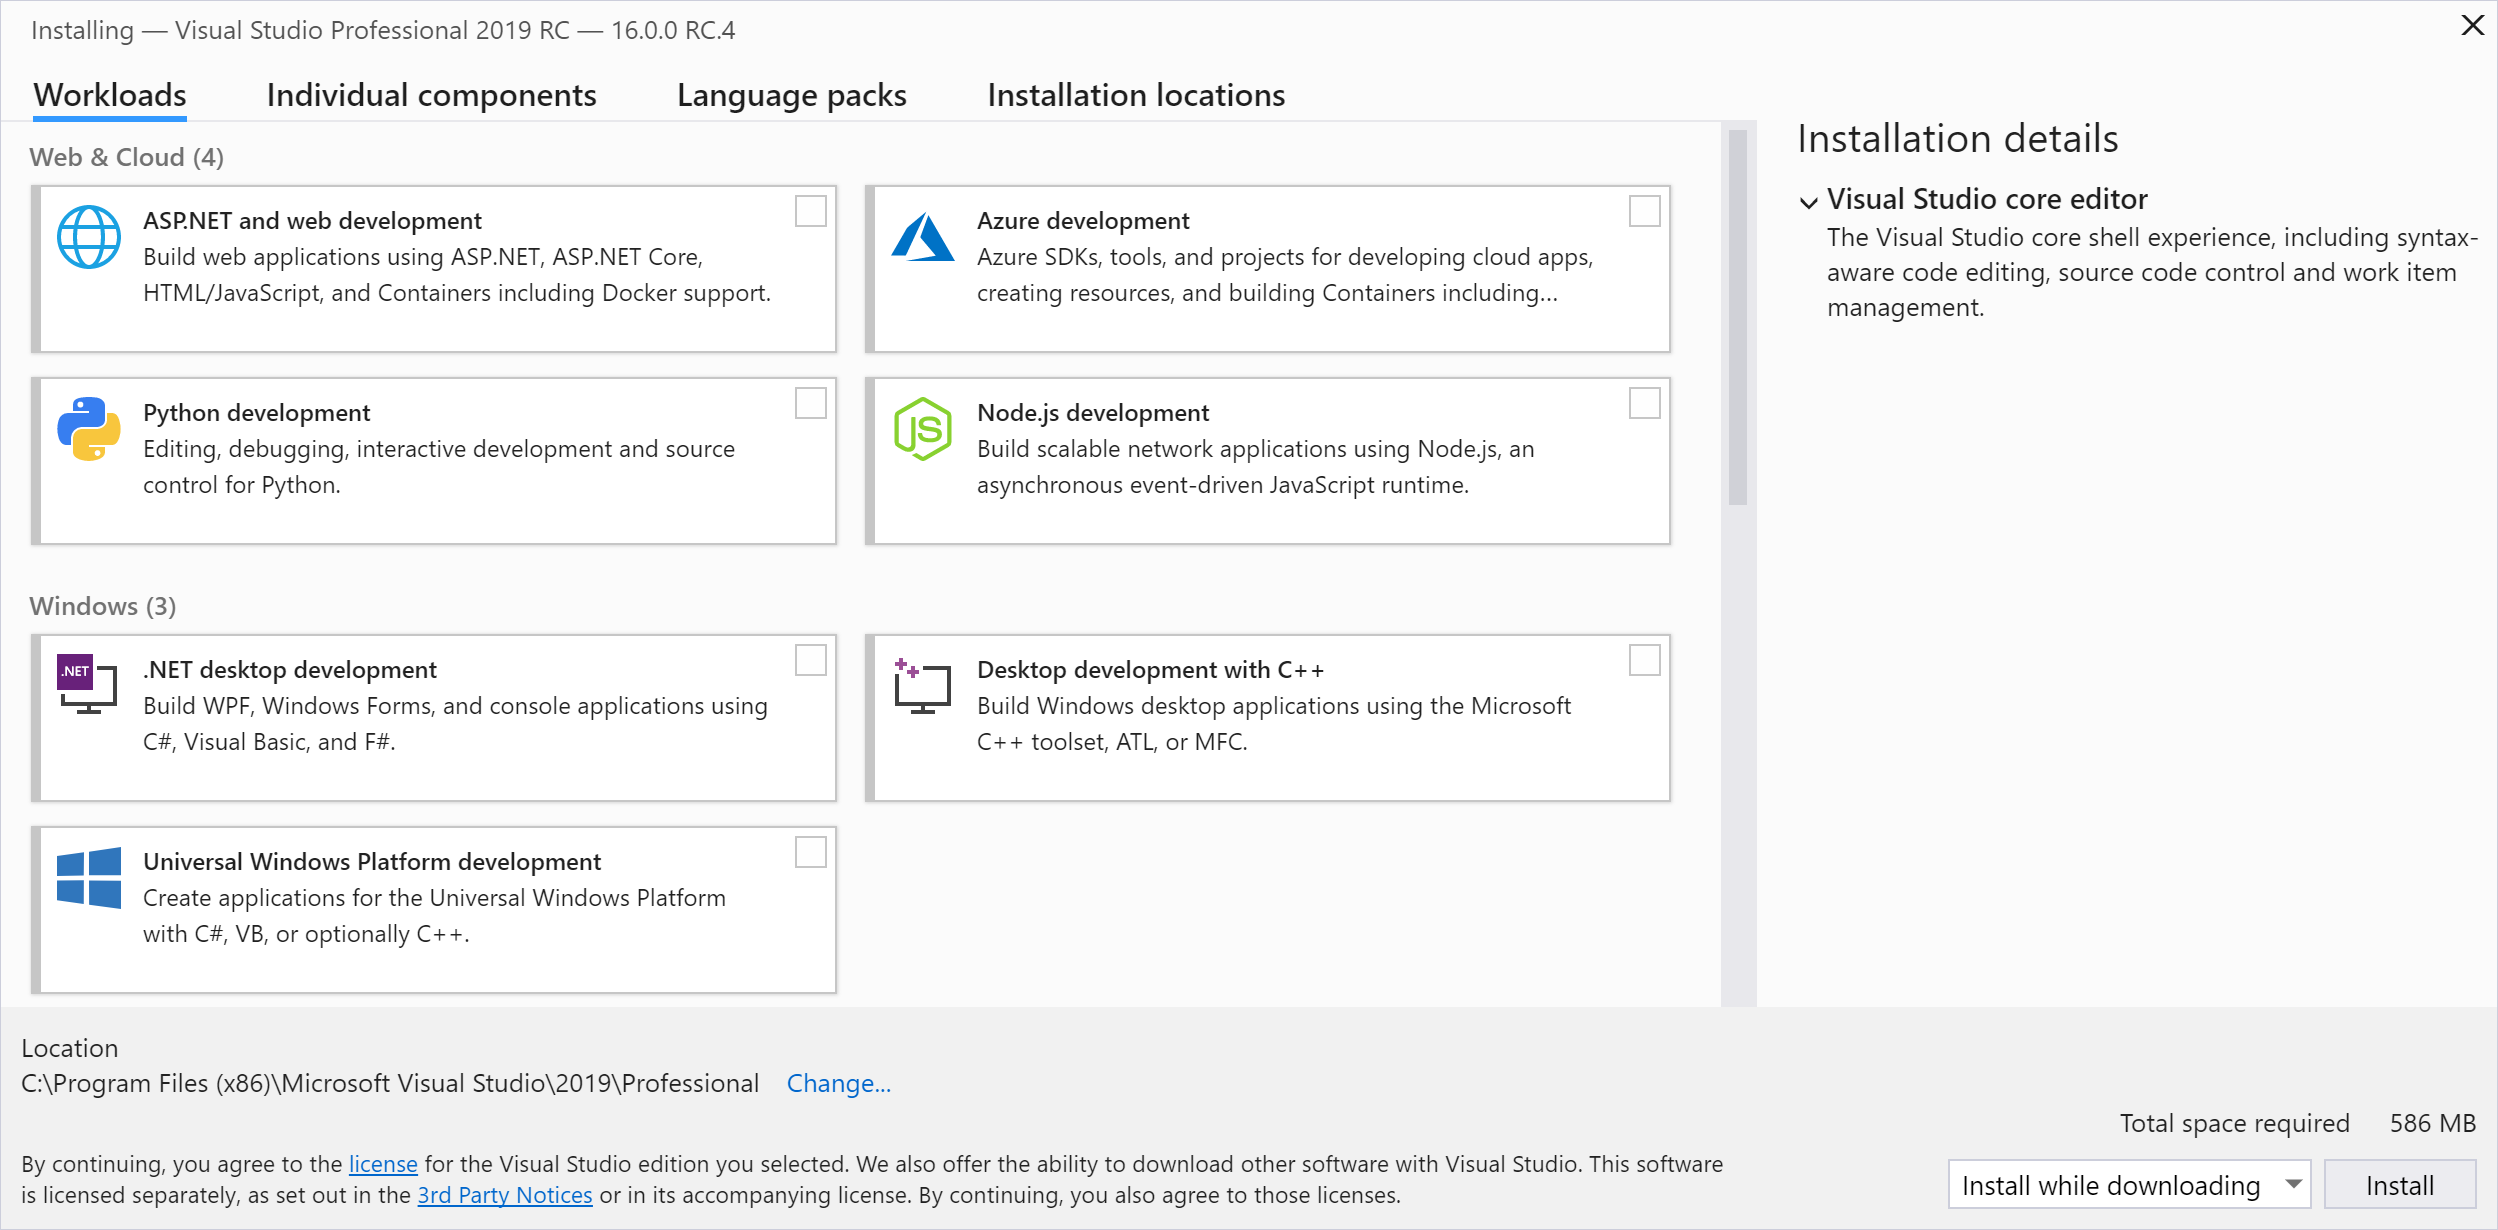 Installing — Visual Studio Professional 2019 RC — 16.0.0 RC.4
Workloads
Individual components
Language packs
Installation locations
Web & Cloud (4)
ASP.NET and web development
Build web applications using ASP.NET, ASP.NET Core,
HTML/JavaScript, and Containers including Docker support.
Azure development
Azure SDKs, tools, and projects for developing cloud apps,
creating resources, and building Containers including...
Python development
Editing, debugging, interactive development and source
control for Python.
JS
Node.js development
Build scalable network applications using Node.js, an
asynchronous event-driven JavaScript runtime.
Windows (3)
.NET
.NET desktop development
Build WPF, Windows Forms, and console applications using
C#, Visual Basic, and F#.
Desktop development with C++
Build Windows desktop applications using the Microsoft
C++ toolset, ATL, or MFC.
Universal Windows Platform development
Create applications for the Universal Windows Platform
with C#, VB, or optionally C++.
Installation details
Visual Studio core editor
The Visual Studio core shell experience, including syntax-
aware code editing, source code control and work item
management.
Location
C:\Program Files (x86)\Microsoft Visual Studio\2019\Professional
Change...
Total space required
586 MB
By continuing, you agree to the license for the Visual Studio edition you selected. We also offer the ability to download other software with Visual Studio. This software
is licensed separately, as set out in the 3rd Party Notices or in its accompanying license. By continuing, you also agree to those licenses.
Install while downloading
Install